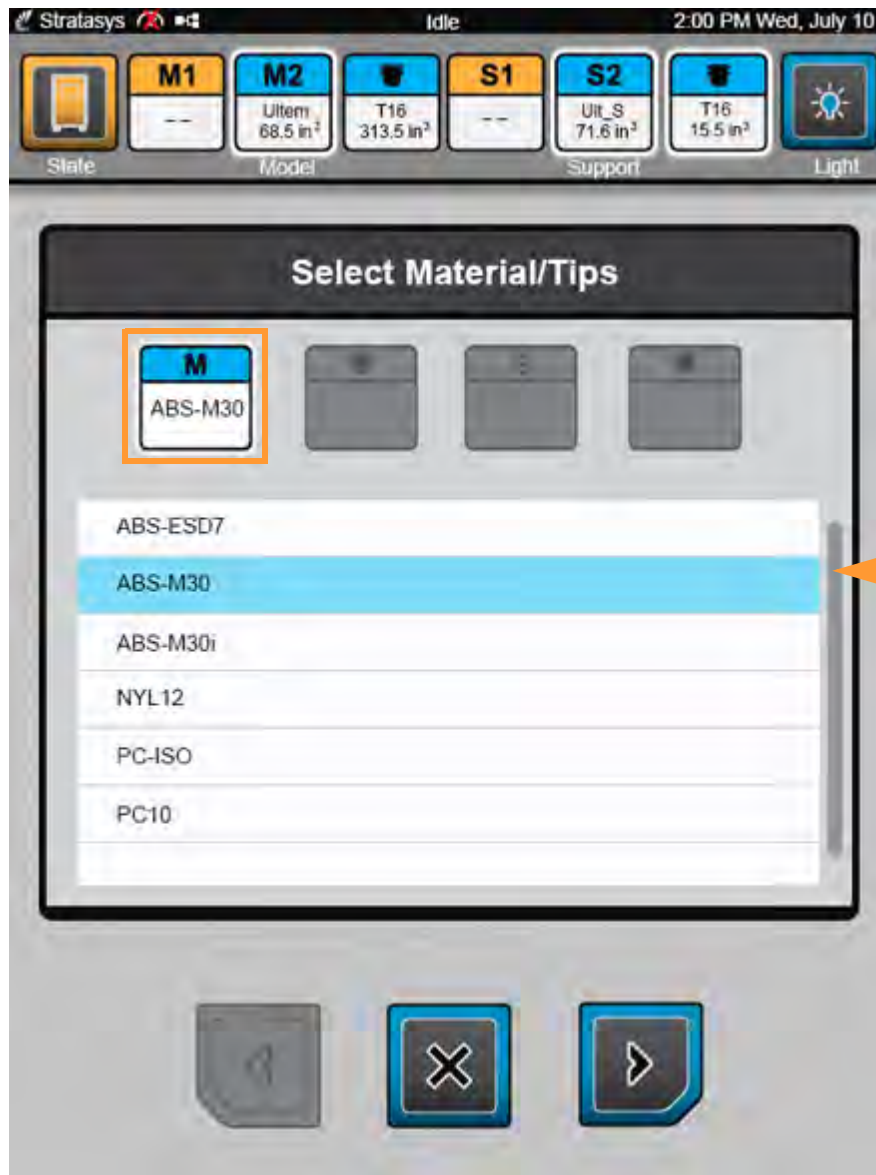 Stratasys Idle 2:00 PM Wed, July 10
M1 M2 S1 S2
-- Ultem 68.5 in³ T16 313.5 in³ -- Ult_S 71.6 in³ T16 15.5 in³
State Model Support Light
Select Material/Tips
M
ABS-M30
ABS-ESD7
ABS-M30
ABS-M30i
NYL12
PC-ISO
PC10